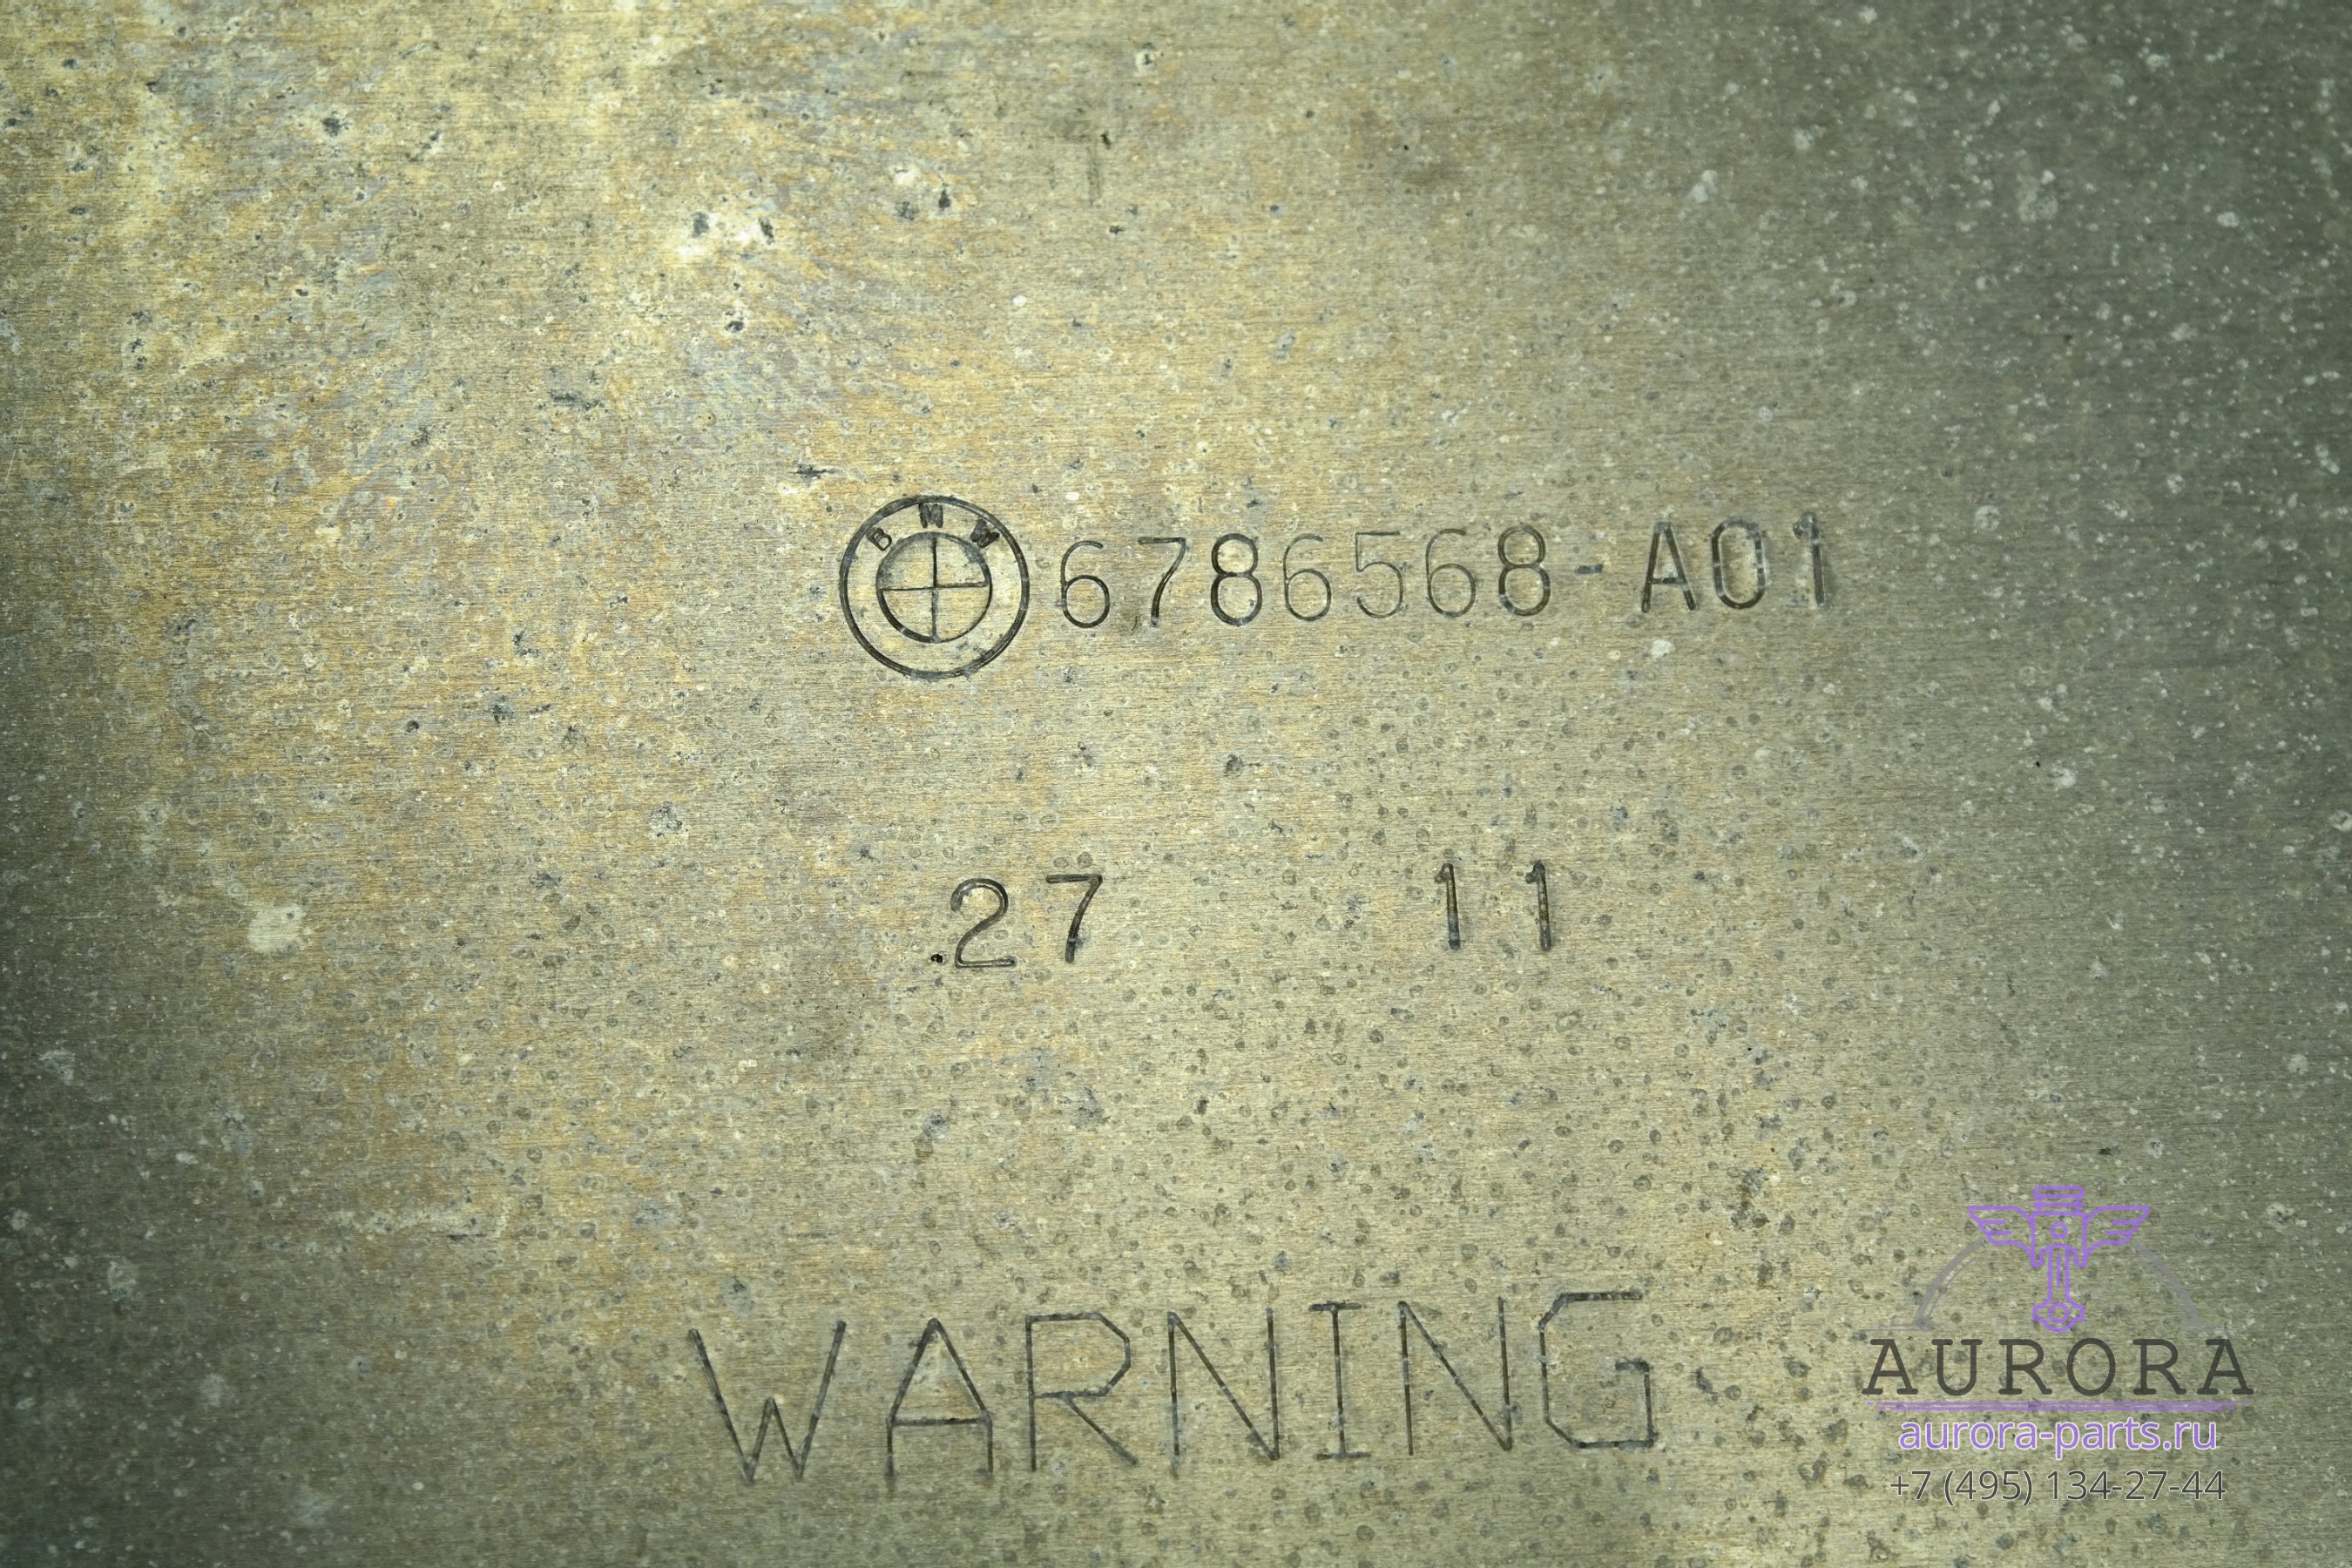 BMW 6786568-A01
27 11
WARNING
AURORA
aurora-parts.ru
+7 (495) 134-27-44